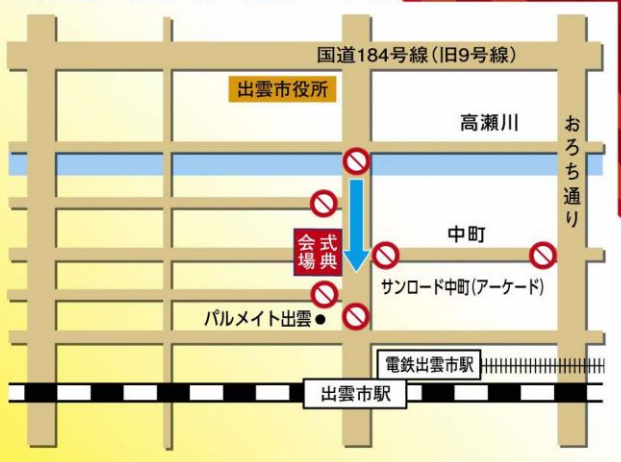 国道184号線(旧9号線)
出雲市役所
高瀬川
おろち通り
中町
式典
会場
サンロード中町(アーケード)
パルメイト出雲●
電鉄出雲市駅
出雲市駅